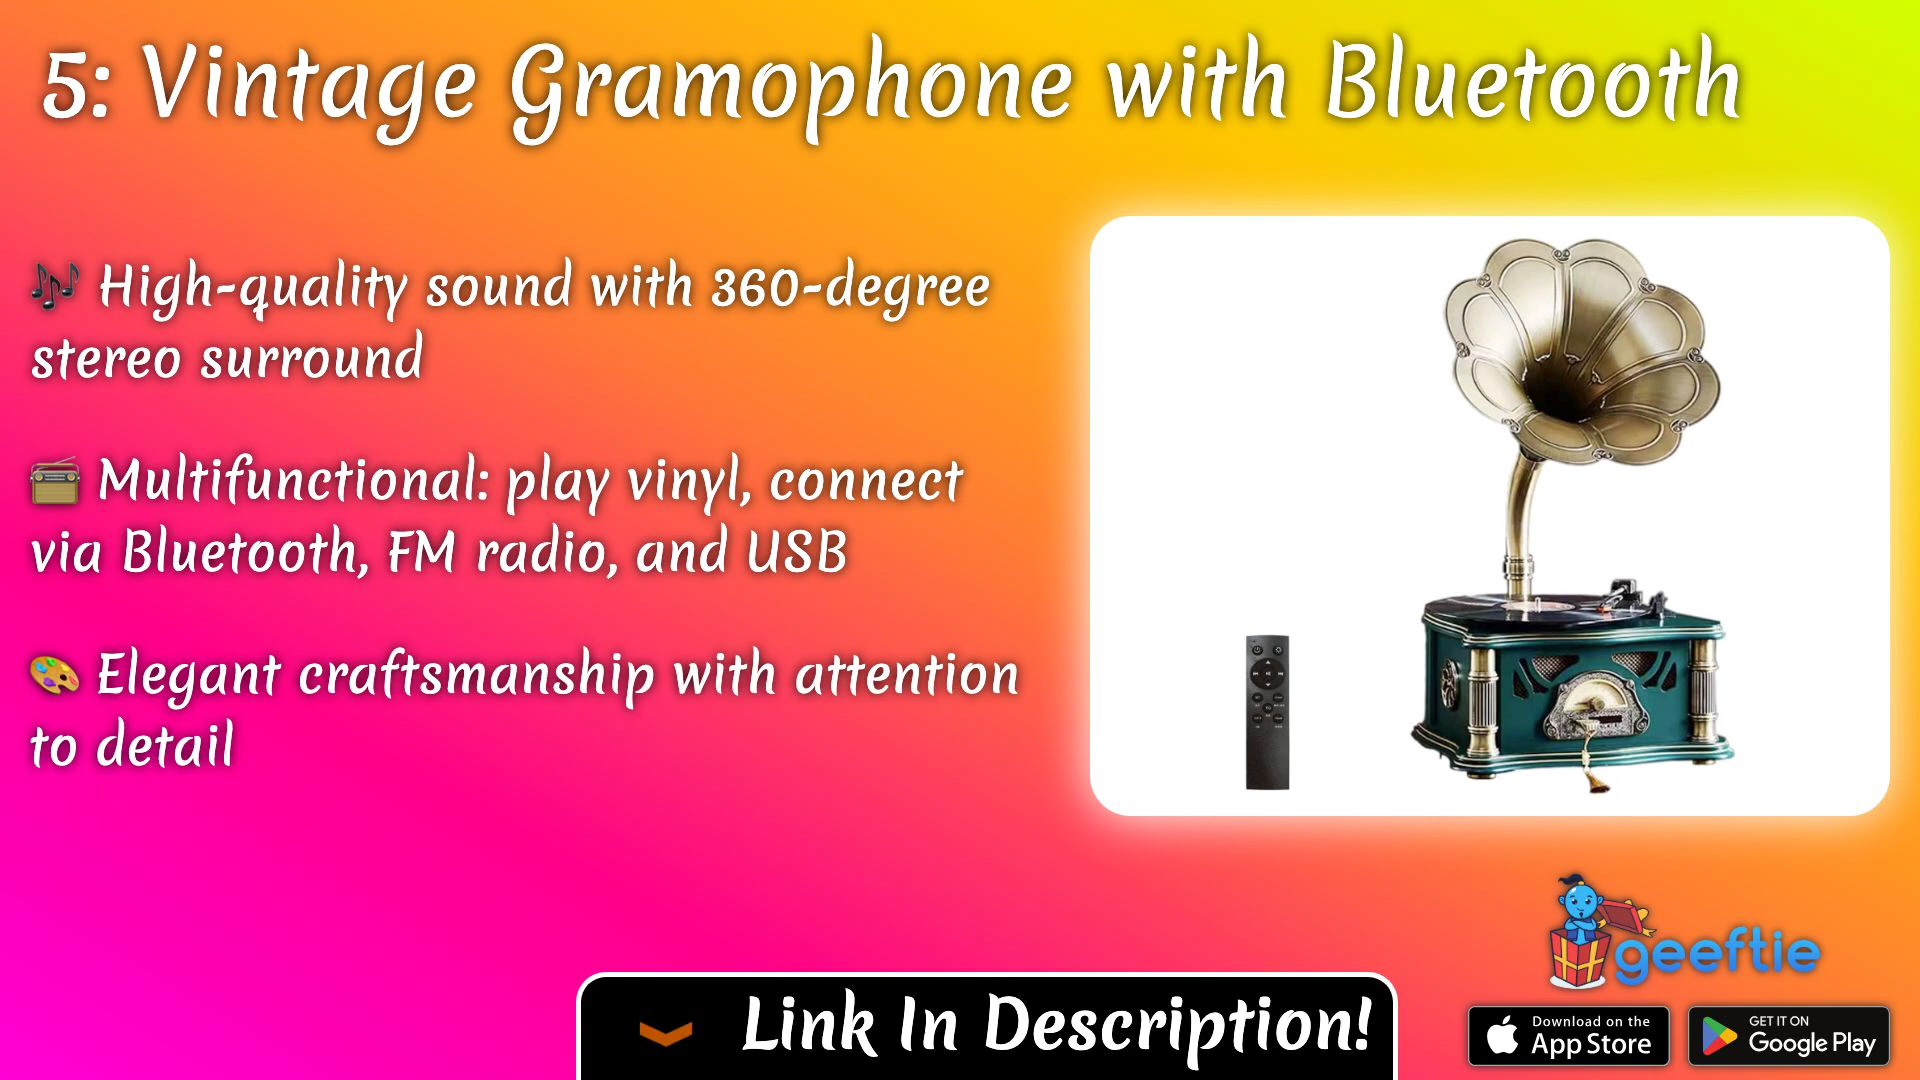 5: Vintage Gramophone with Bluetooth
🎶 High-quality sound with 360-degree
stereo surround
📻 Multifunctional: play vinyl, connect
via Bluetooth, FM radio, and USB
🎨 Elegant craftsmanship with attention
to detail
geeftie
Link In Description!
Download on the
App Store
GET IT ON
Google Play